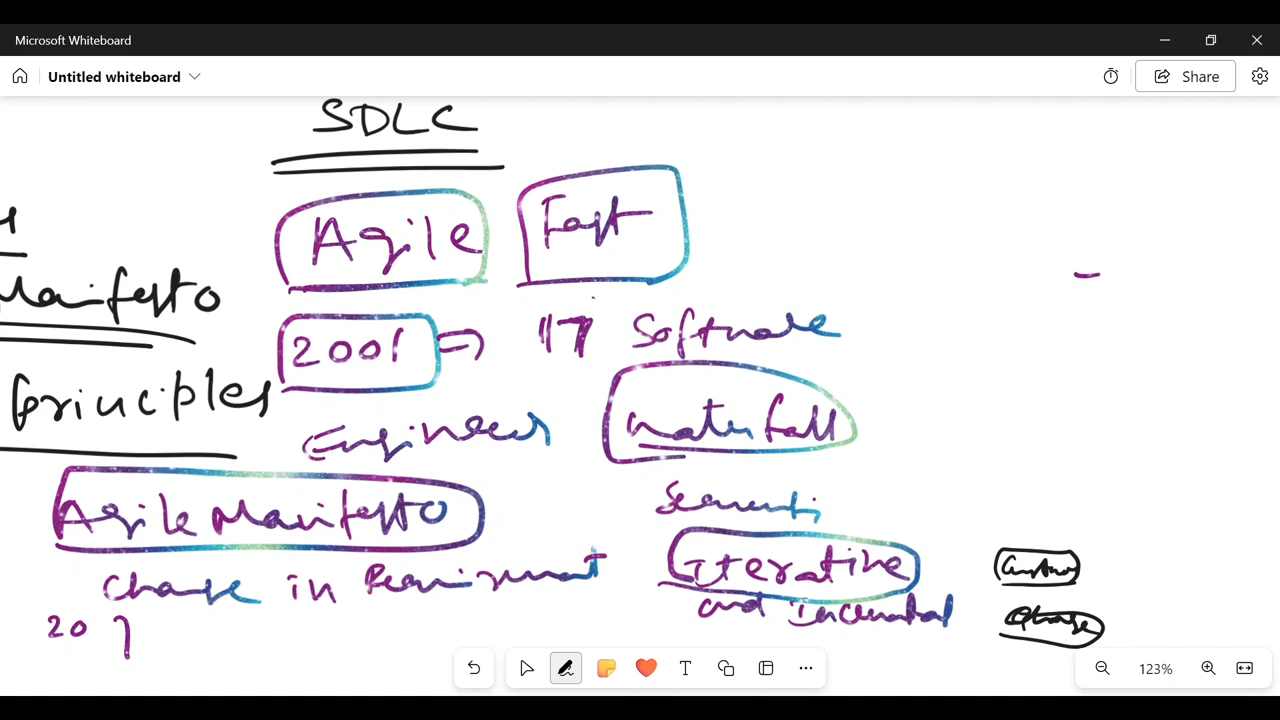 Microsoft Whiteboard
Untitled whiteboard
Share
SDLC
Agile Fast
Manifesto
2001 => 17 Software
Principles
Engineers Waterfall
Agile Manifesto
Iterative
Change in Requirement
and
20
123%